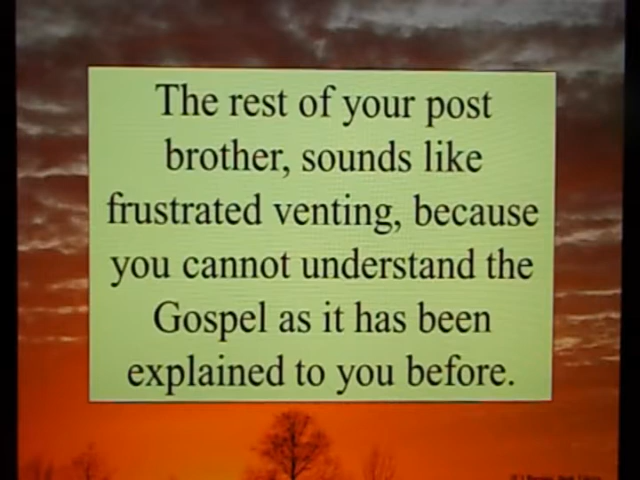 The rest of your post
brother, sounds like
frustrated venting, because
you cannot understand the
Gospel as it has been
explained to you before.